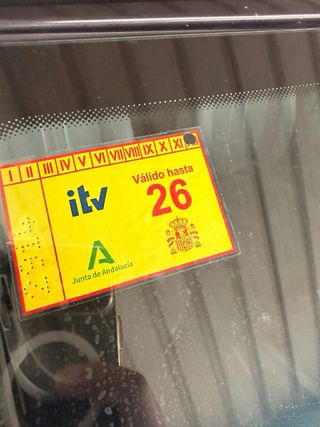 I II III IV V VI VII VIII IX X XI
itv
Válido hasta
26
Junta de Andalucía